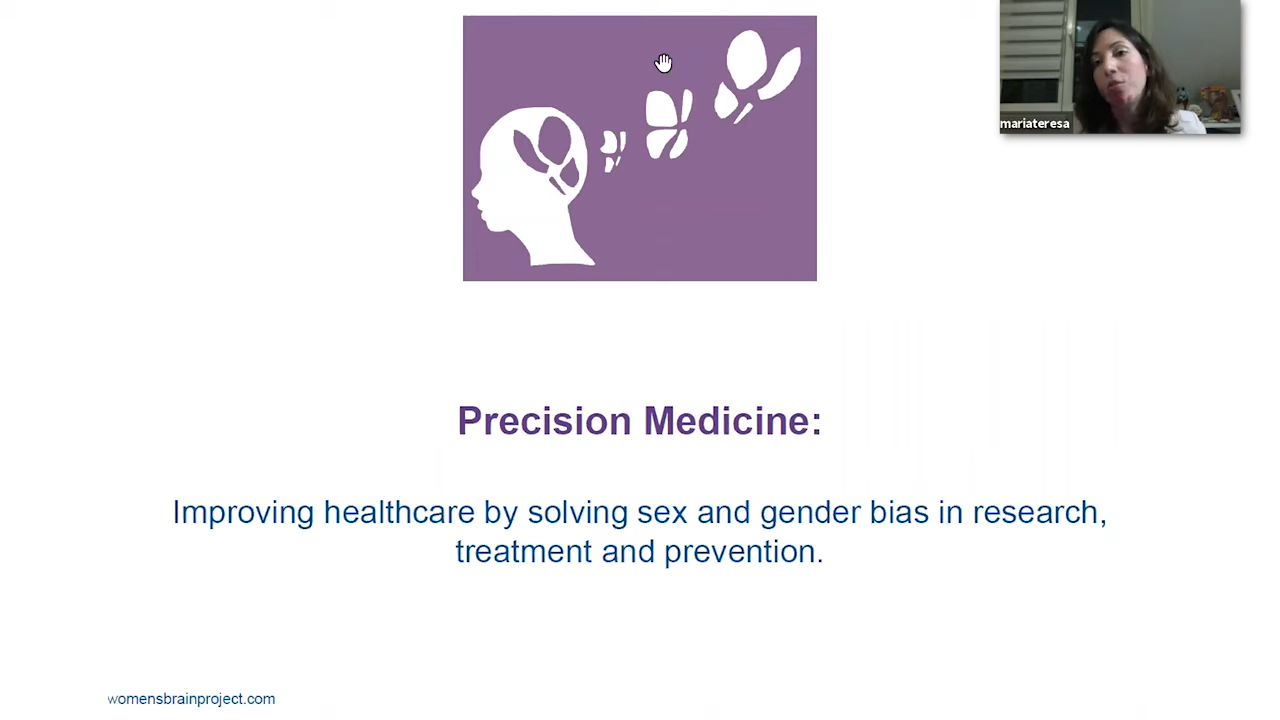 mariateresa
Precision Medicine:
Improving healthcare by solving sex and gender bias in research,
treatment and prevention.
womensbrainproject.com